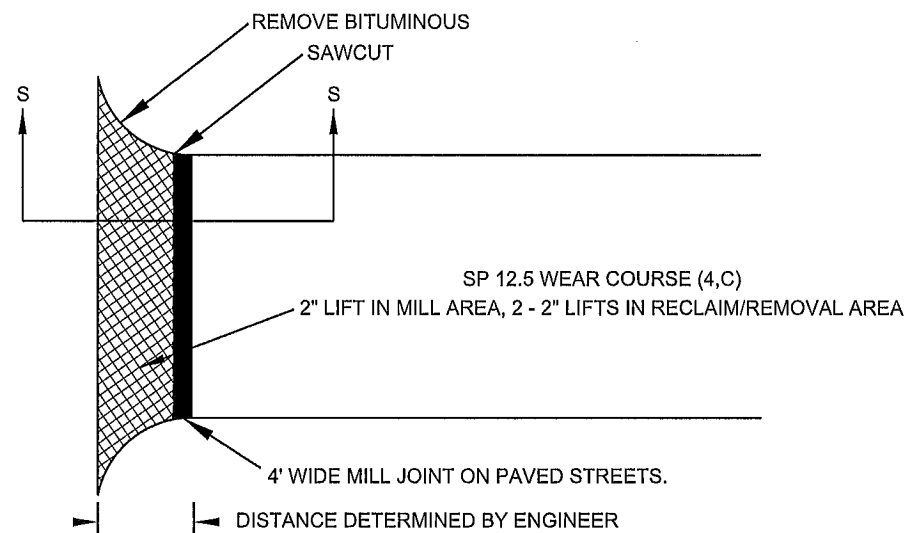 REMOVE BITUMINOUS
SAWCUT
S
S
SP 12.5 WEAR COURSE (4,C)
2" LIFT IN MILL AREA, 2 - 2" LIFTS IN RECLAIM/REMOVAL AREA
4' WIDE MILL JOINT ON PAVED STREETS.
DISTANCE DETERMINED BY ENGINEER